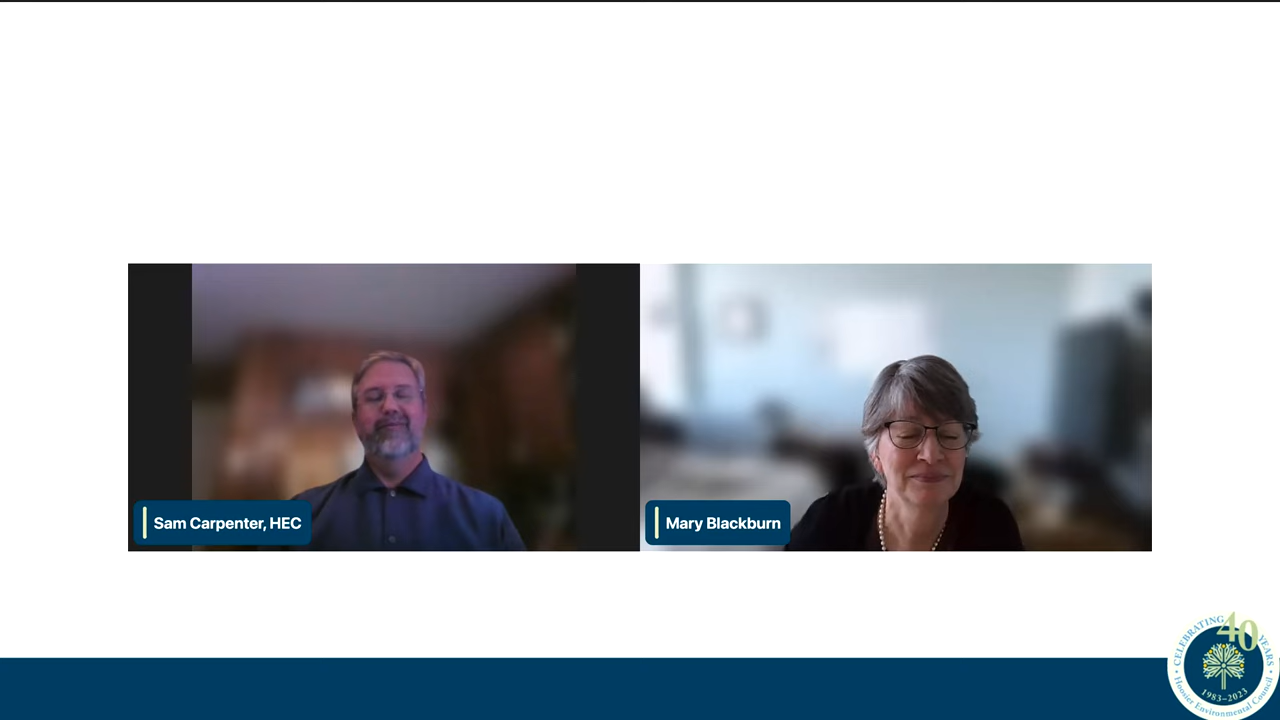 Sam Carpenter, HEC
Mary Blackburn
CELEBRATING 40 YEARS
1983–2023
• Hoosier Environmental Council •